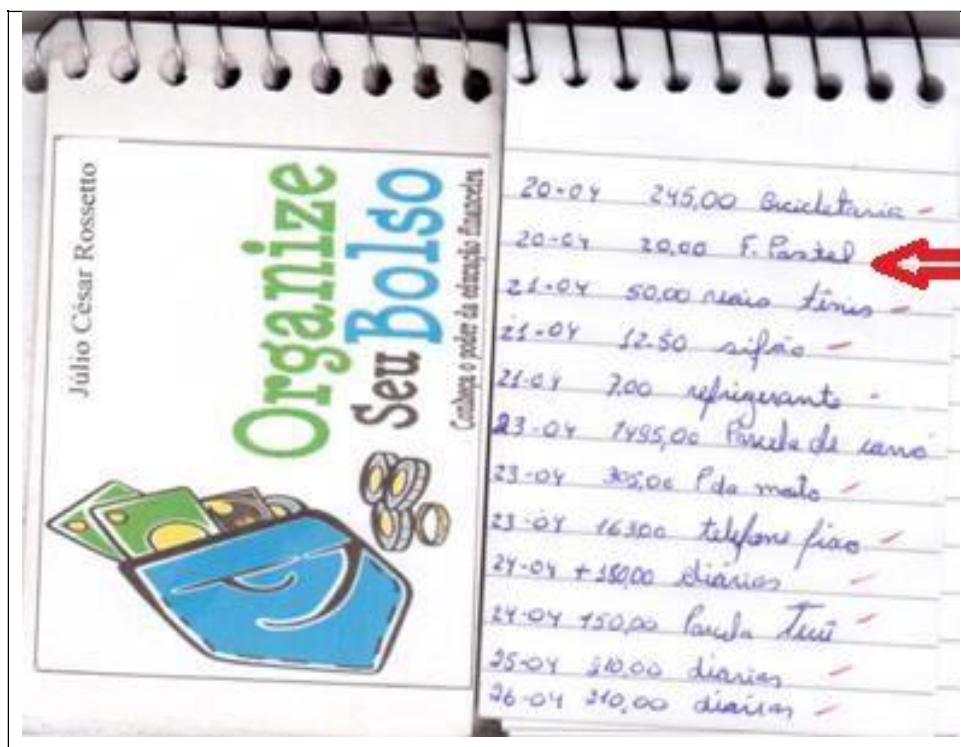 Júlio César Rossetto
Organize
Seu Bolso
Conheça o poder da educação financeira
20-04 245,00 Bicicletaria -
20-04 20,00 F. Pastel
21-04 50,00 reais tênis -
21-04 12-50 sifão -
21-04 7,00 refrigerante -
23-04 1495,00 Parcela de carro
23-04 305,00 P da moto -
23-04 163,00 telefone fixo -
24-04 + 150,00 diárias -
24-04 150,00 Parcela -
25-04 210,00 diárias -
26-04 210,00 diárias -